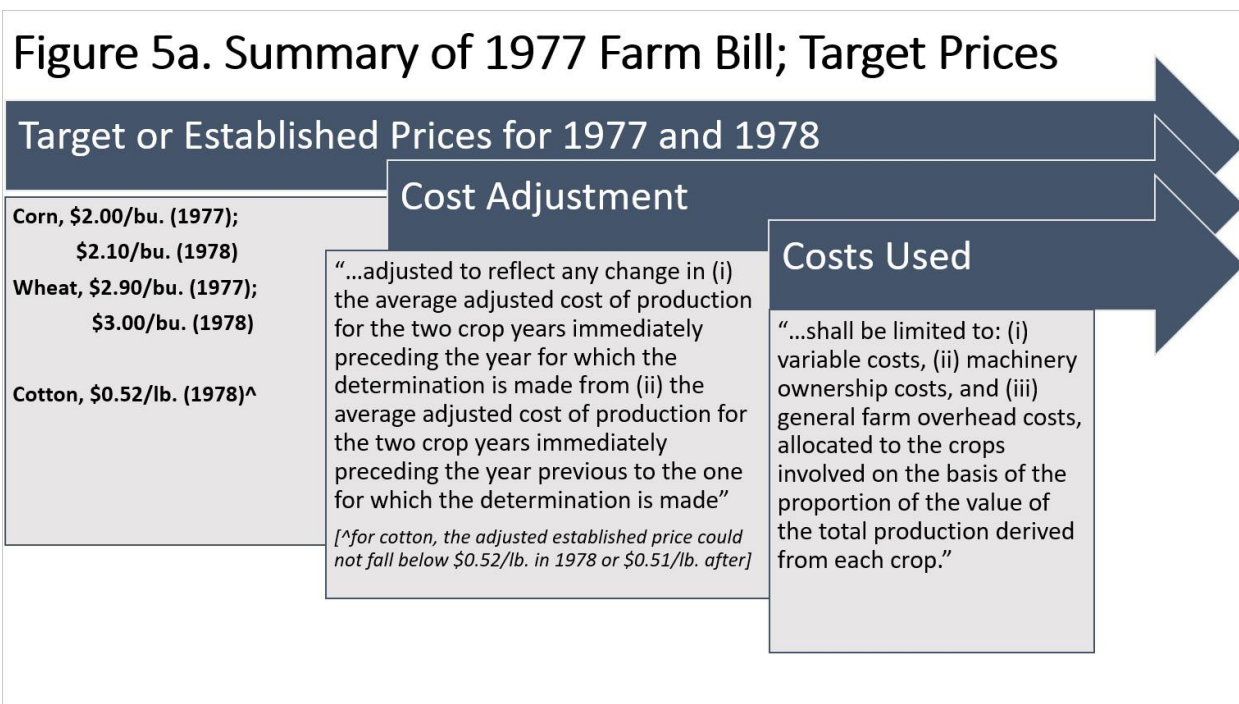 Figure 5a. Summary of 1977 Farm Bill; Target Prices
Target or Established Prices for 1977 and 1978
Corn, $2.00/bu. (1977);
$2.10/bu. (1978)
Wheat, $2.90/bu. (1977);
$3.00/bu. (1978)
Cotton, $0.52/lb. (1978)^
Cost Adjustment
“…adjusted to reflect any change in (i)
the average adjusted cost of production
for the two crop years immediately
preceding the year for which the
determination is made from (ii) the
average adjusted cost of production for
the two crop years immediately
preceding the year previous to the one
for which the determination is made”
[^for cotton, the adjusted established price could
not fall below $0.52/lb. in 1978 or $0.51/lb. after]
Costs Used
“…shall be limited to: (i)
variable costs, (ii) machinery
ownership costs, and (iii)
general farm overhead costs,
allocated to the crops
involved on the basis of the
proportion of the value of
the total production derived
from each crop.”